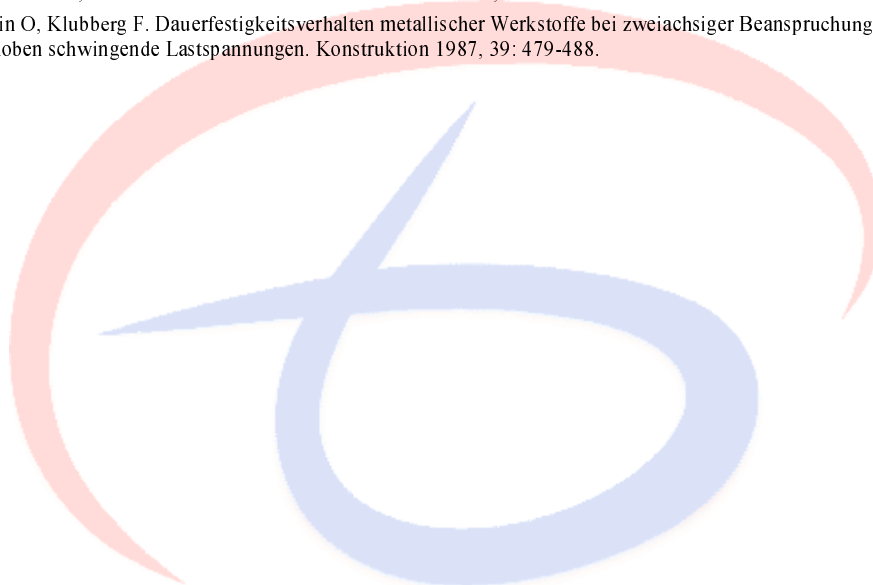 in O, Klubberg F. Dauerfestigkeitsverhalten metallischer Werkstoffe bei zweiachsiger Beanspruchung
oben schwingende Lastspannungen. Konstruktion 1987, 39: 479-488.